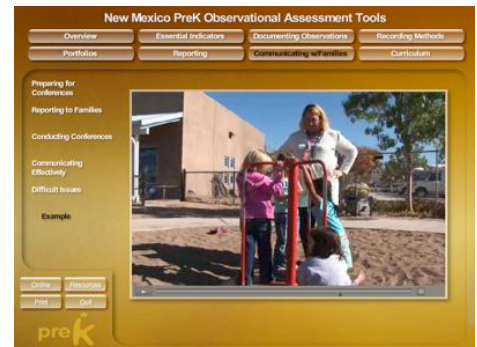 New Mexico PreK Observational Assessment Tools
Overview
Essential Indicators
Documenting Observations
Recording Methods
Portfolios
Reporting
Communicating w/Families
Curriculum
Preparing for
Conferences
Reporting to Families
Conducting Conferences
Communicating
Effectively
Difficult Issues
Example
Online
Resources
Print
Quit
preK